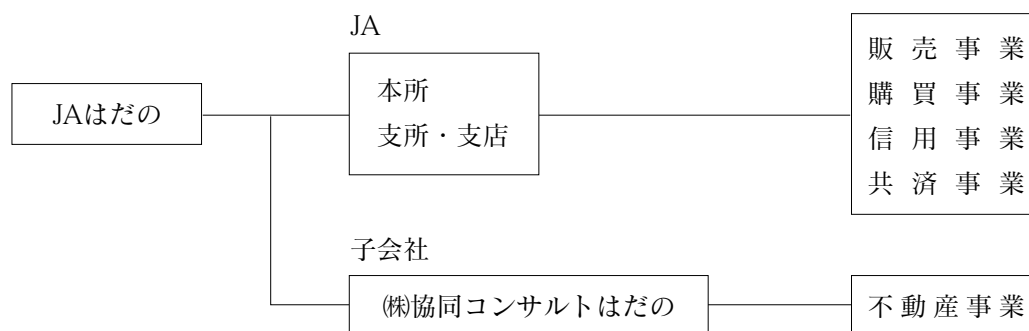 JA
JAはだの
本所
支所・支店
販売事業
購買事業
信用事業
共済事業
子会社
㈱協同コンサルトはだの
不動産事業